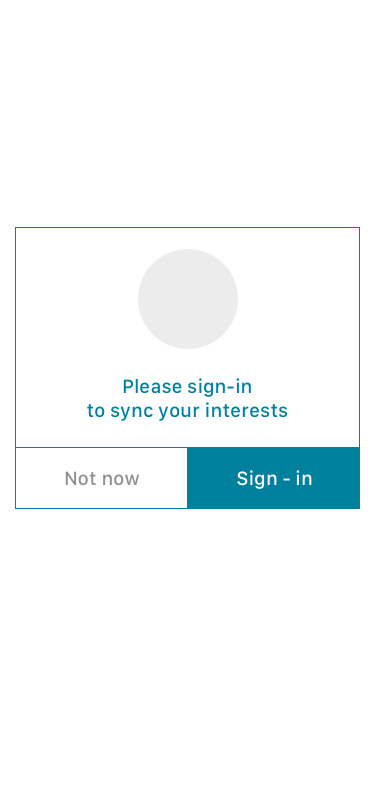 Please sign-in
to sync your interests
Not now
Sign - in